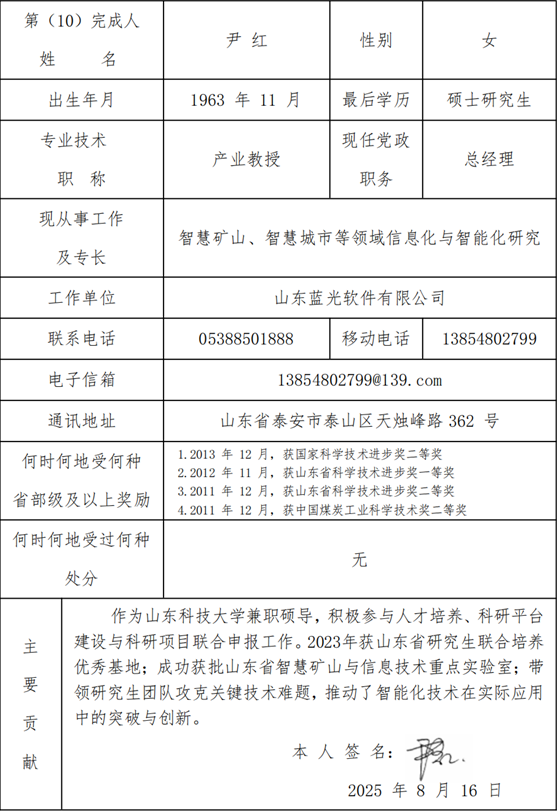 第（10）完成人
姓 名
尹 红
性别
女
出生年月
1963 年 11 月
最后学历
硕士研究生
专业技术
职 称
产业教授
现任党政
职务
总经理
现从事工作
及专长
智慧矿山、智慧城市等领域信息化与智能化研究
工作单位
山东蓝光软件有限公司
联系电话
05388501888
移动电话
13854802799
电子信箱
13854802799@139.com
通讯地址
山东省泰安市泰山区天烛峰路 362 号
何时何地受何种
省部级及以上奖励
1.2013 年 12 月，获国家科学技术进步奖二等奖
2.2012 年 11 月，获山东省科学技术进步奖一等奖
3.2011 年 12 月，获山东省科学技术进步奖二等奖
4.2011 年 12 月，获中国煤炭工业科学技术奖二等奖
何时何地受过何种
处分
无
主
要
贡
献
作为山东科技大学兼职硕导，积极参与人才培养、科研平台
建设与科研项目联合申报工作。2023年获山东省研究生联合培养
优秀基地；成功获批山东省智慧矿山与信息技术重点实验室；带
领研究生团队攻克关键技术难题，推动了智能化技术在实际应用
中的突破与创新。
本 人 签 名：尹红
2025 年 8 月 16 日